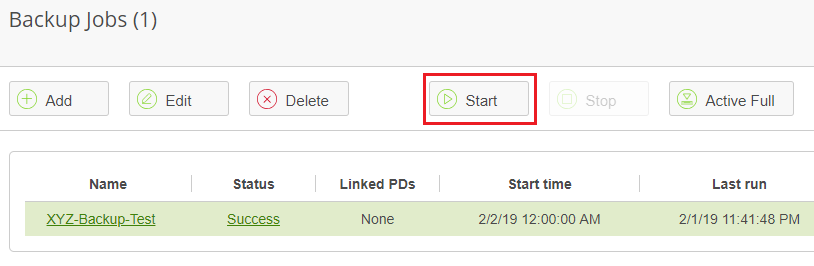 Backup Jobs (1)
Add Edit Delete Start Stop Active Full
Name Status Linked PDs Start time Last run
XYZ-Backup-Test Success None 2/2/19 12:00:00 AM 2/1/19 11:41:48 PM